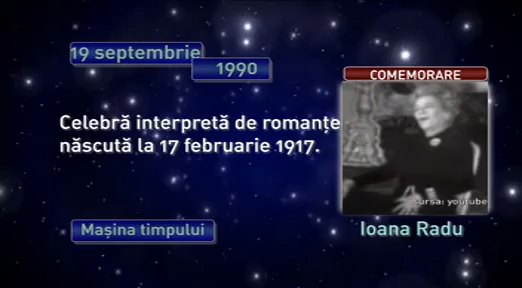 19 septembrie
1990
COMEMORARE
Celebră interpretă de romanțe
născută la 17 februarie 1917.
sursa: youtube
Mașina timpului
Ioana Radu